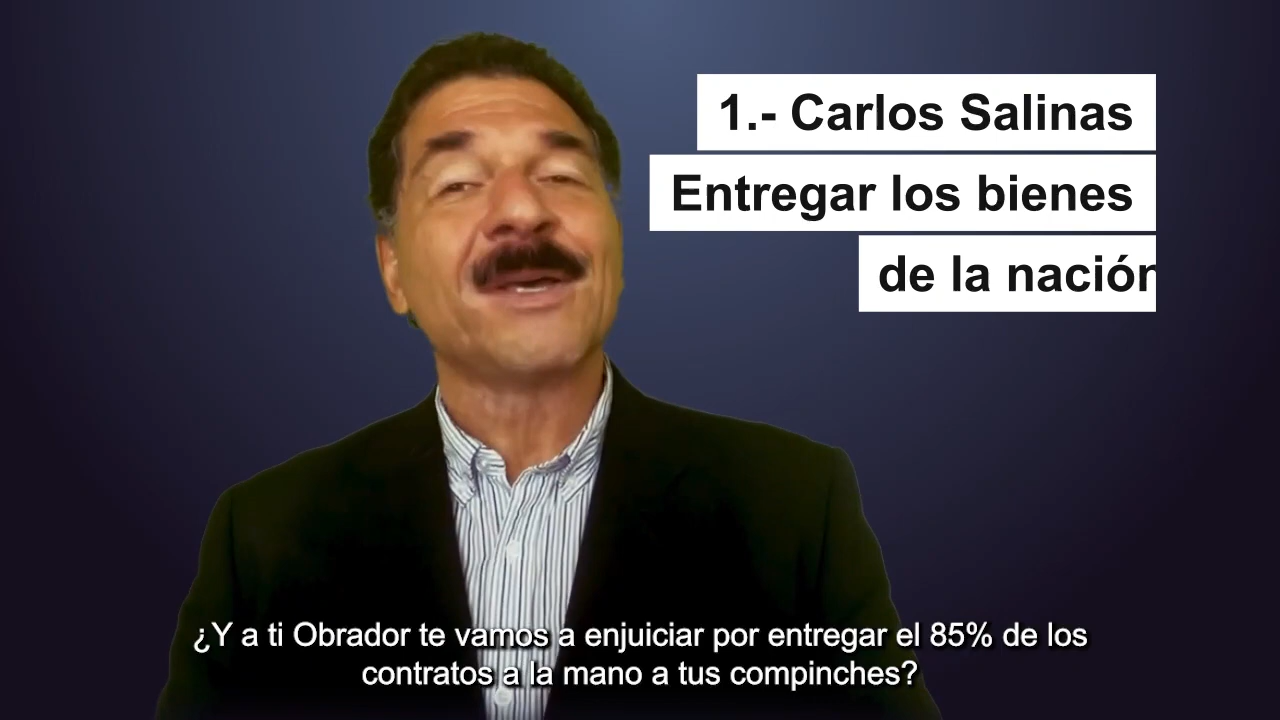 1.- Carlos Salinas
Entregar los bienes
de la nación
¿Y a ti Obrador te vamos a enjuiciar por entregar el 85% de los
contratos a la mano a tus compinches?